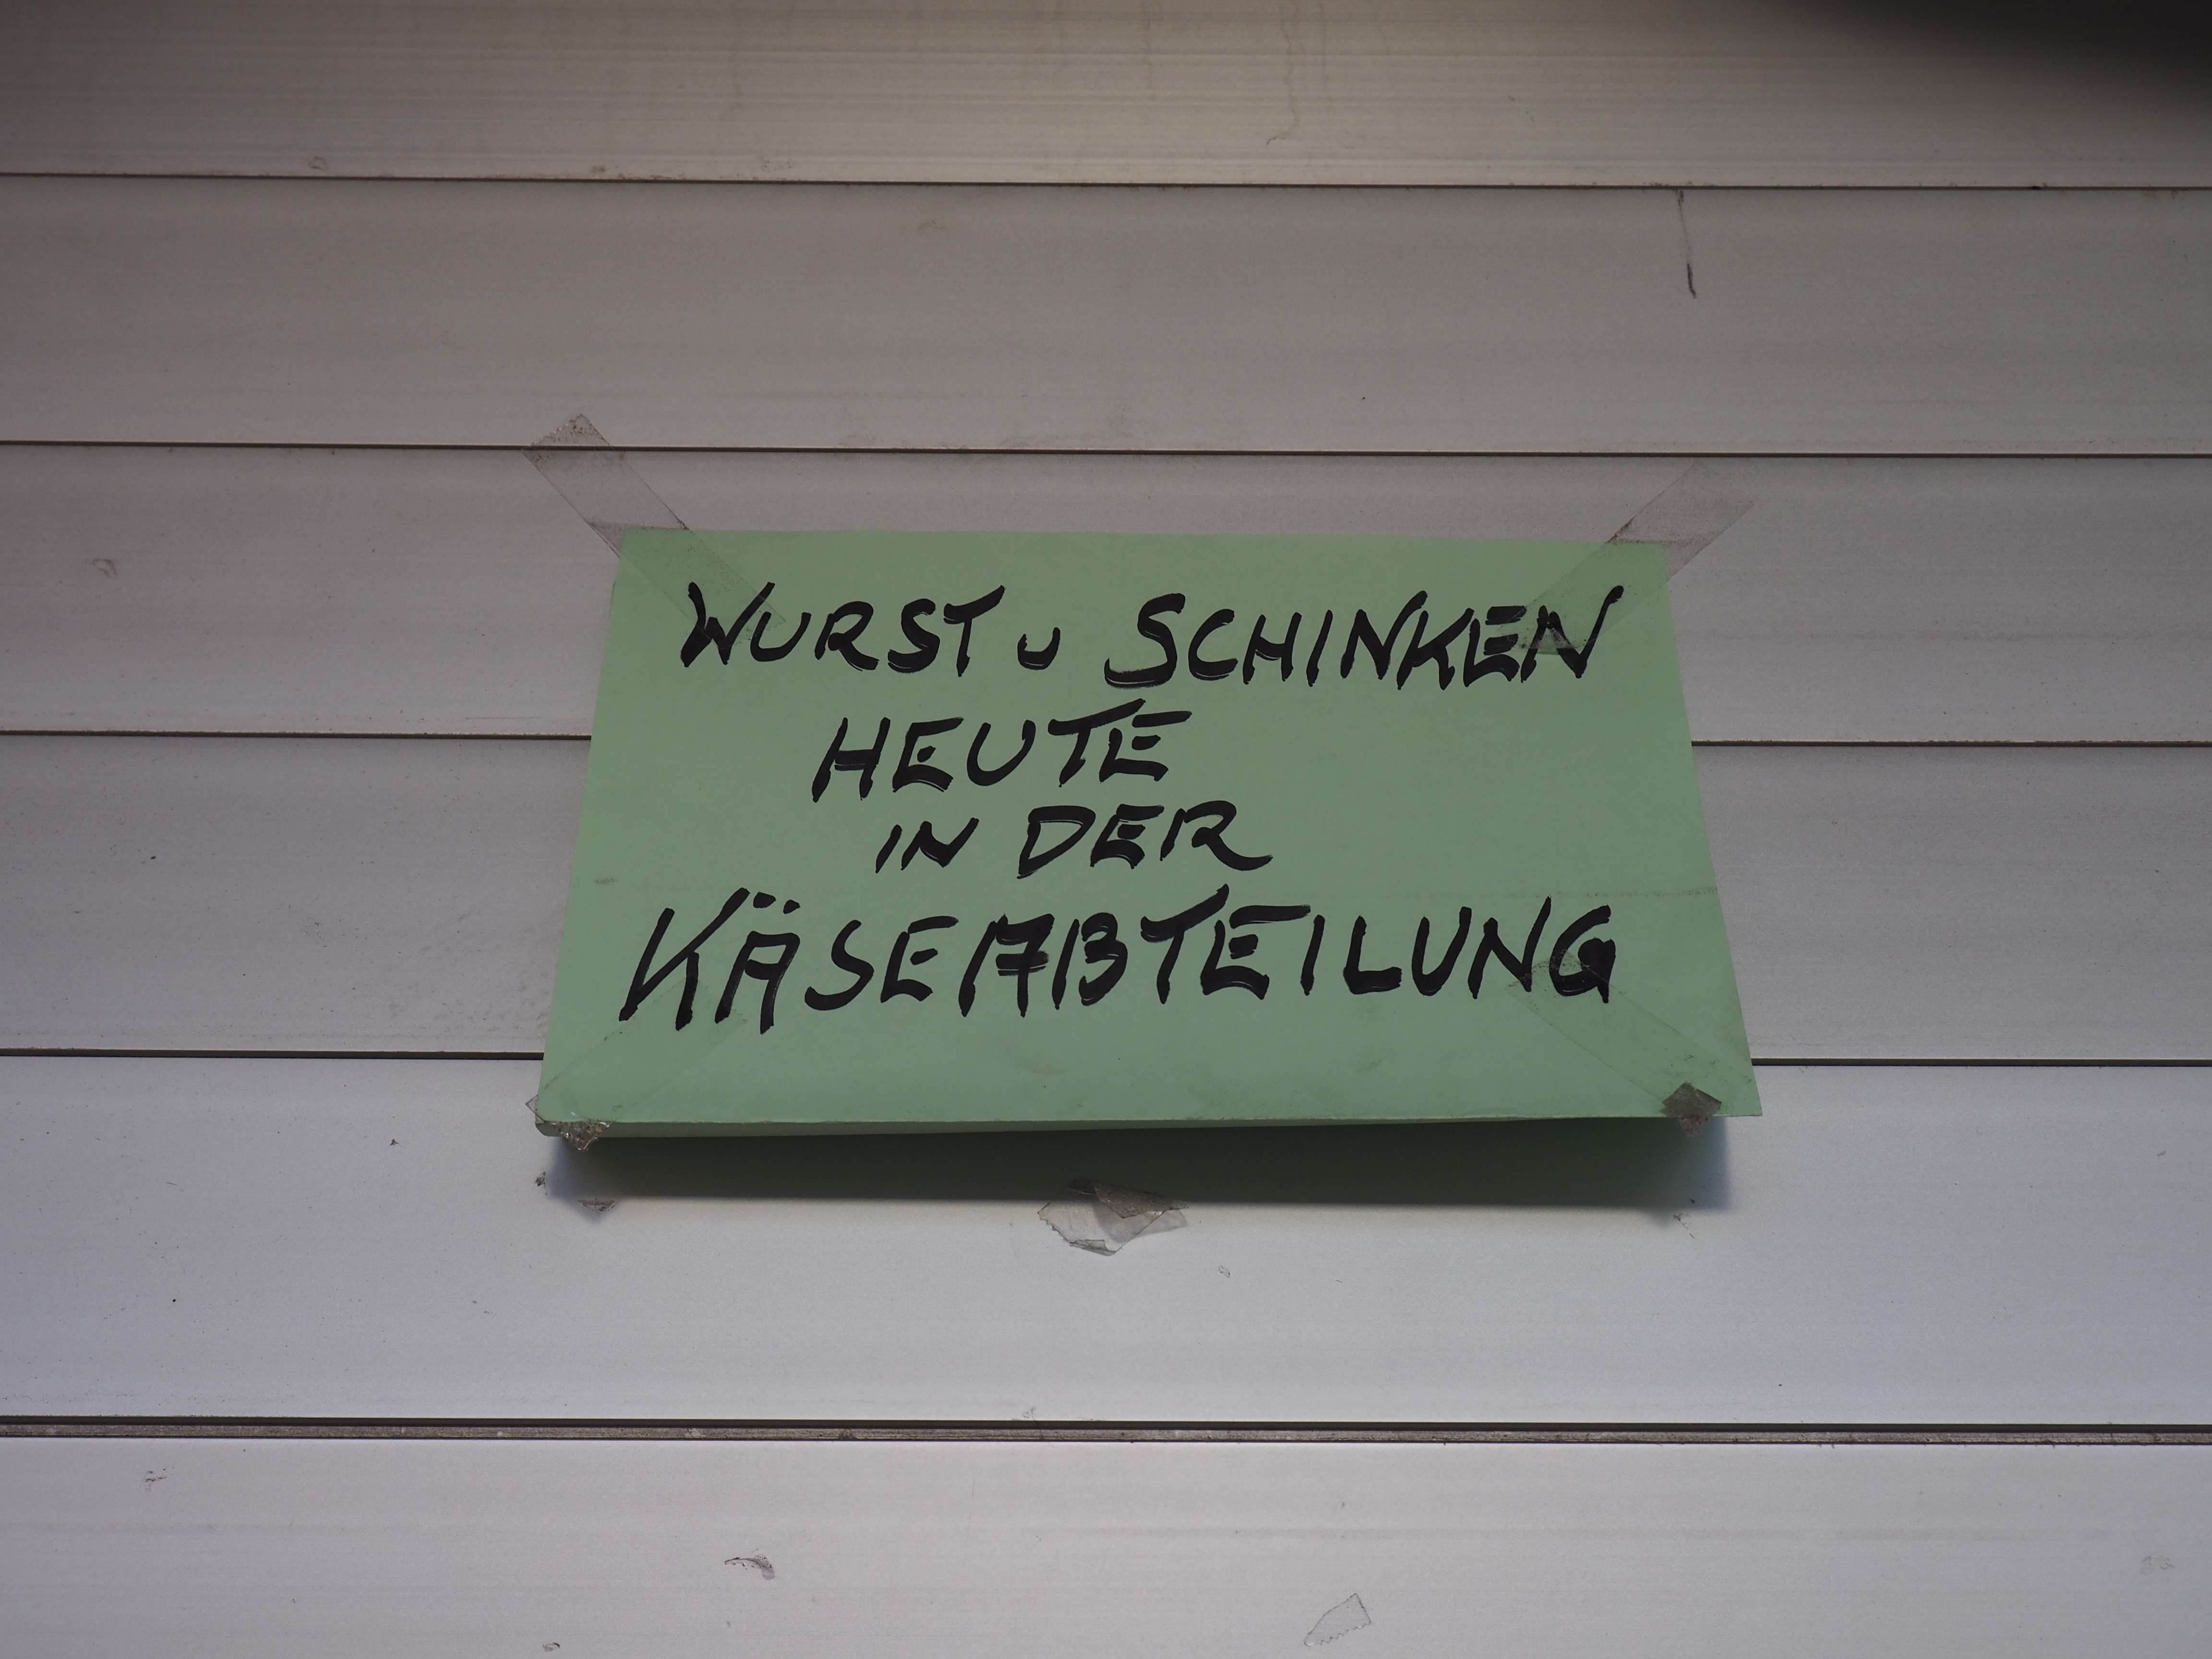 WURST u SCHINKEN
HEUTE
IN DER
KÄSEABTEILUNG